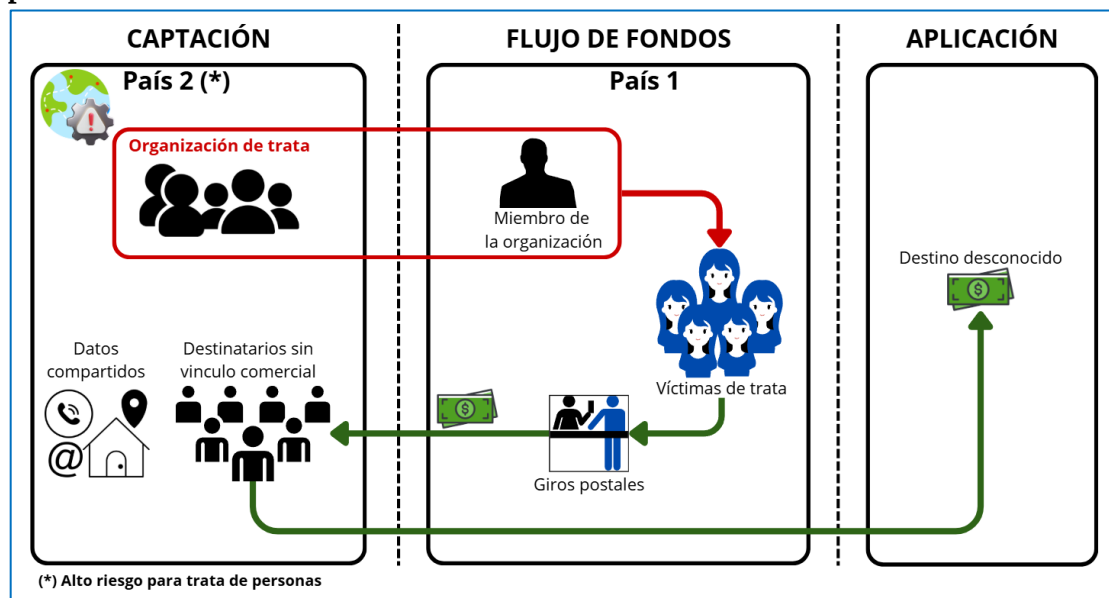 CAPTACIÓN
FLUJO DE FONDOS
APLICACIÓN
País 2 (*)
País 1
Organización de trata
Miembro de
la organización
Destino desconocido
Datos
compartidos
Destinatarios sin
vinculo comercial
Víctimas de trata
@
Giros postales
(*) Alto riesgo para trata de personas